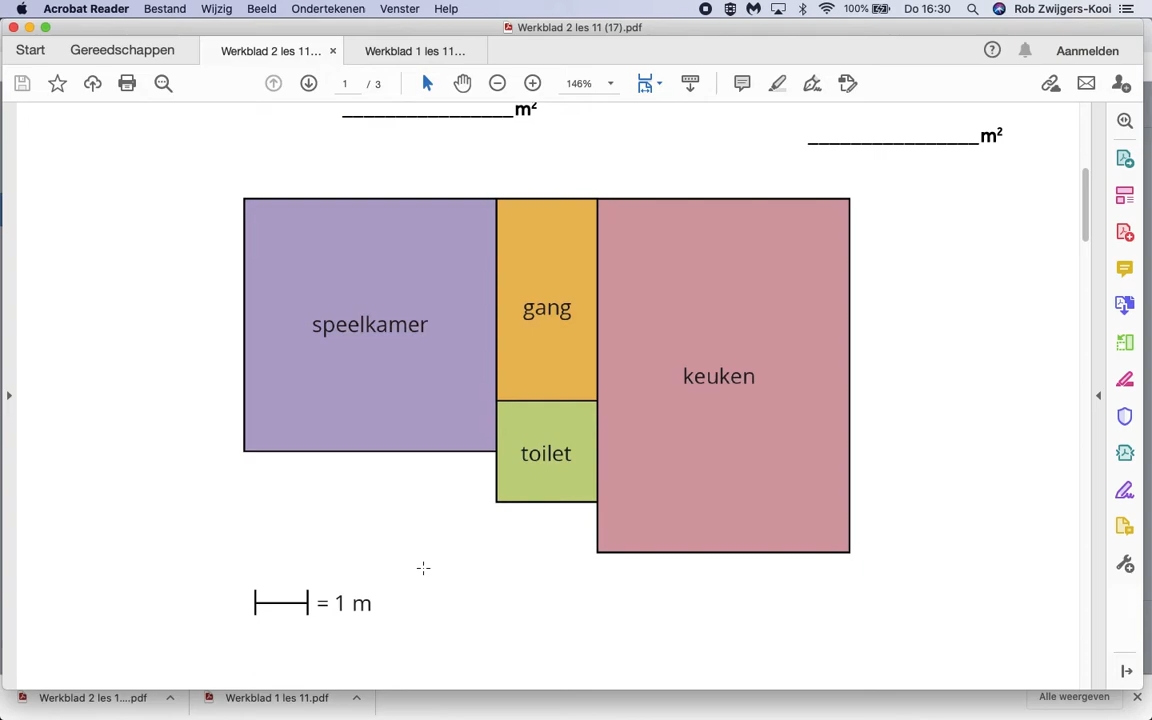 Acrobat Reader Bestand Wijzig Beeld Ondertekenen Venster Help 100% Do 16:30 Rob Zwijgers-Kooi
Werkblad 2 les 11 (17).pdf
Start Gereedschappen Werkblad 2 les 11... × Werkblad 1 les 11... Aanmelden
1 / 3 146%
________________m²
________________m²
speelkamer
gang
keuken
toilet
= 1 m
Werkblad 2 les 1....pdf Werkblad 1 les 11.pdf Alle weergeven